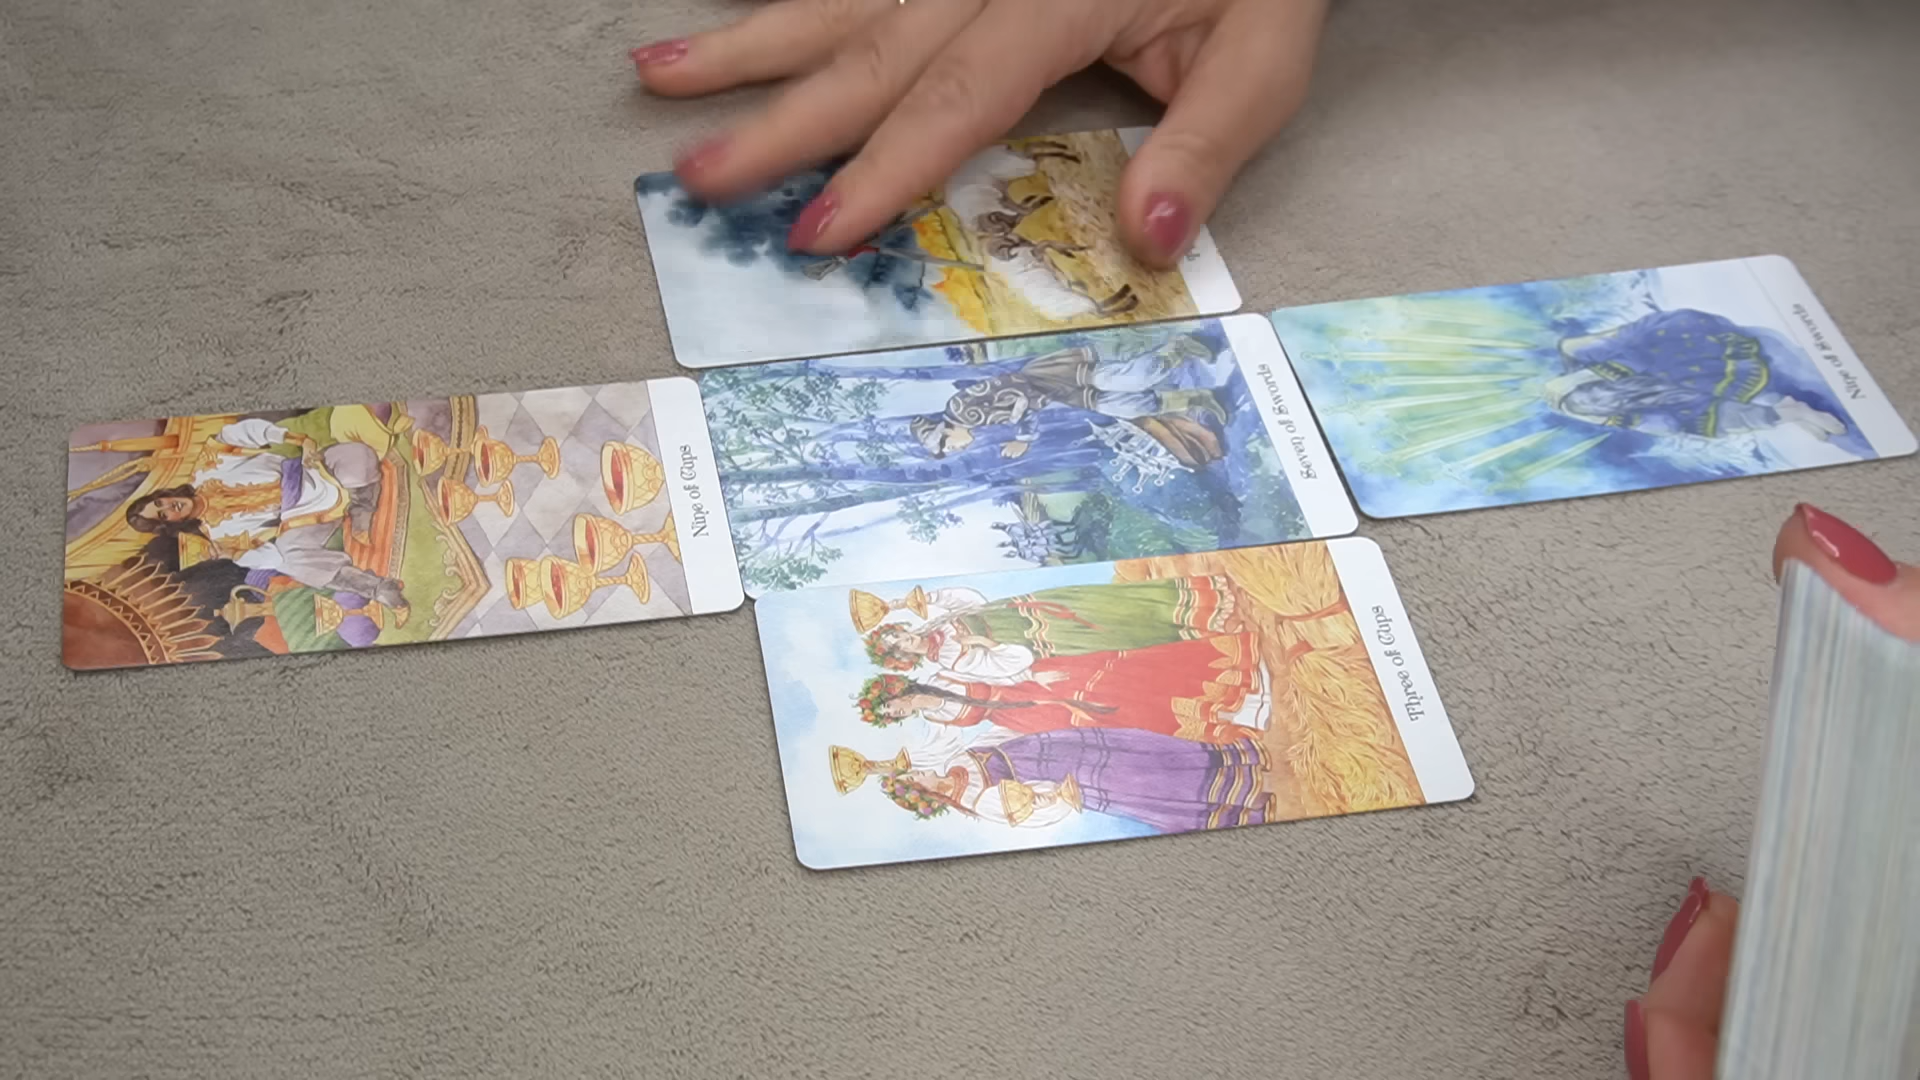 Nine of Cups
Seven of Swords
Nine of Swords
Three of Cups